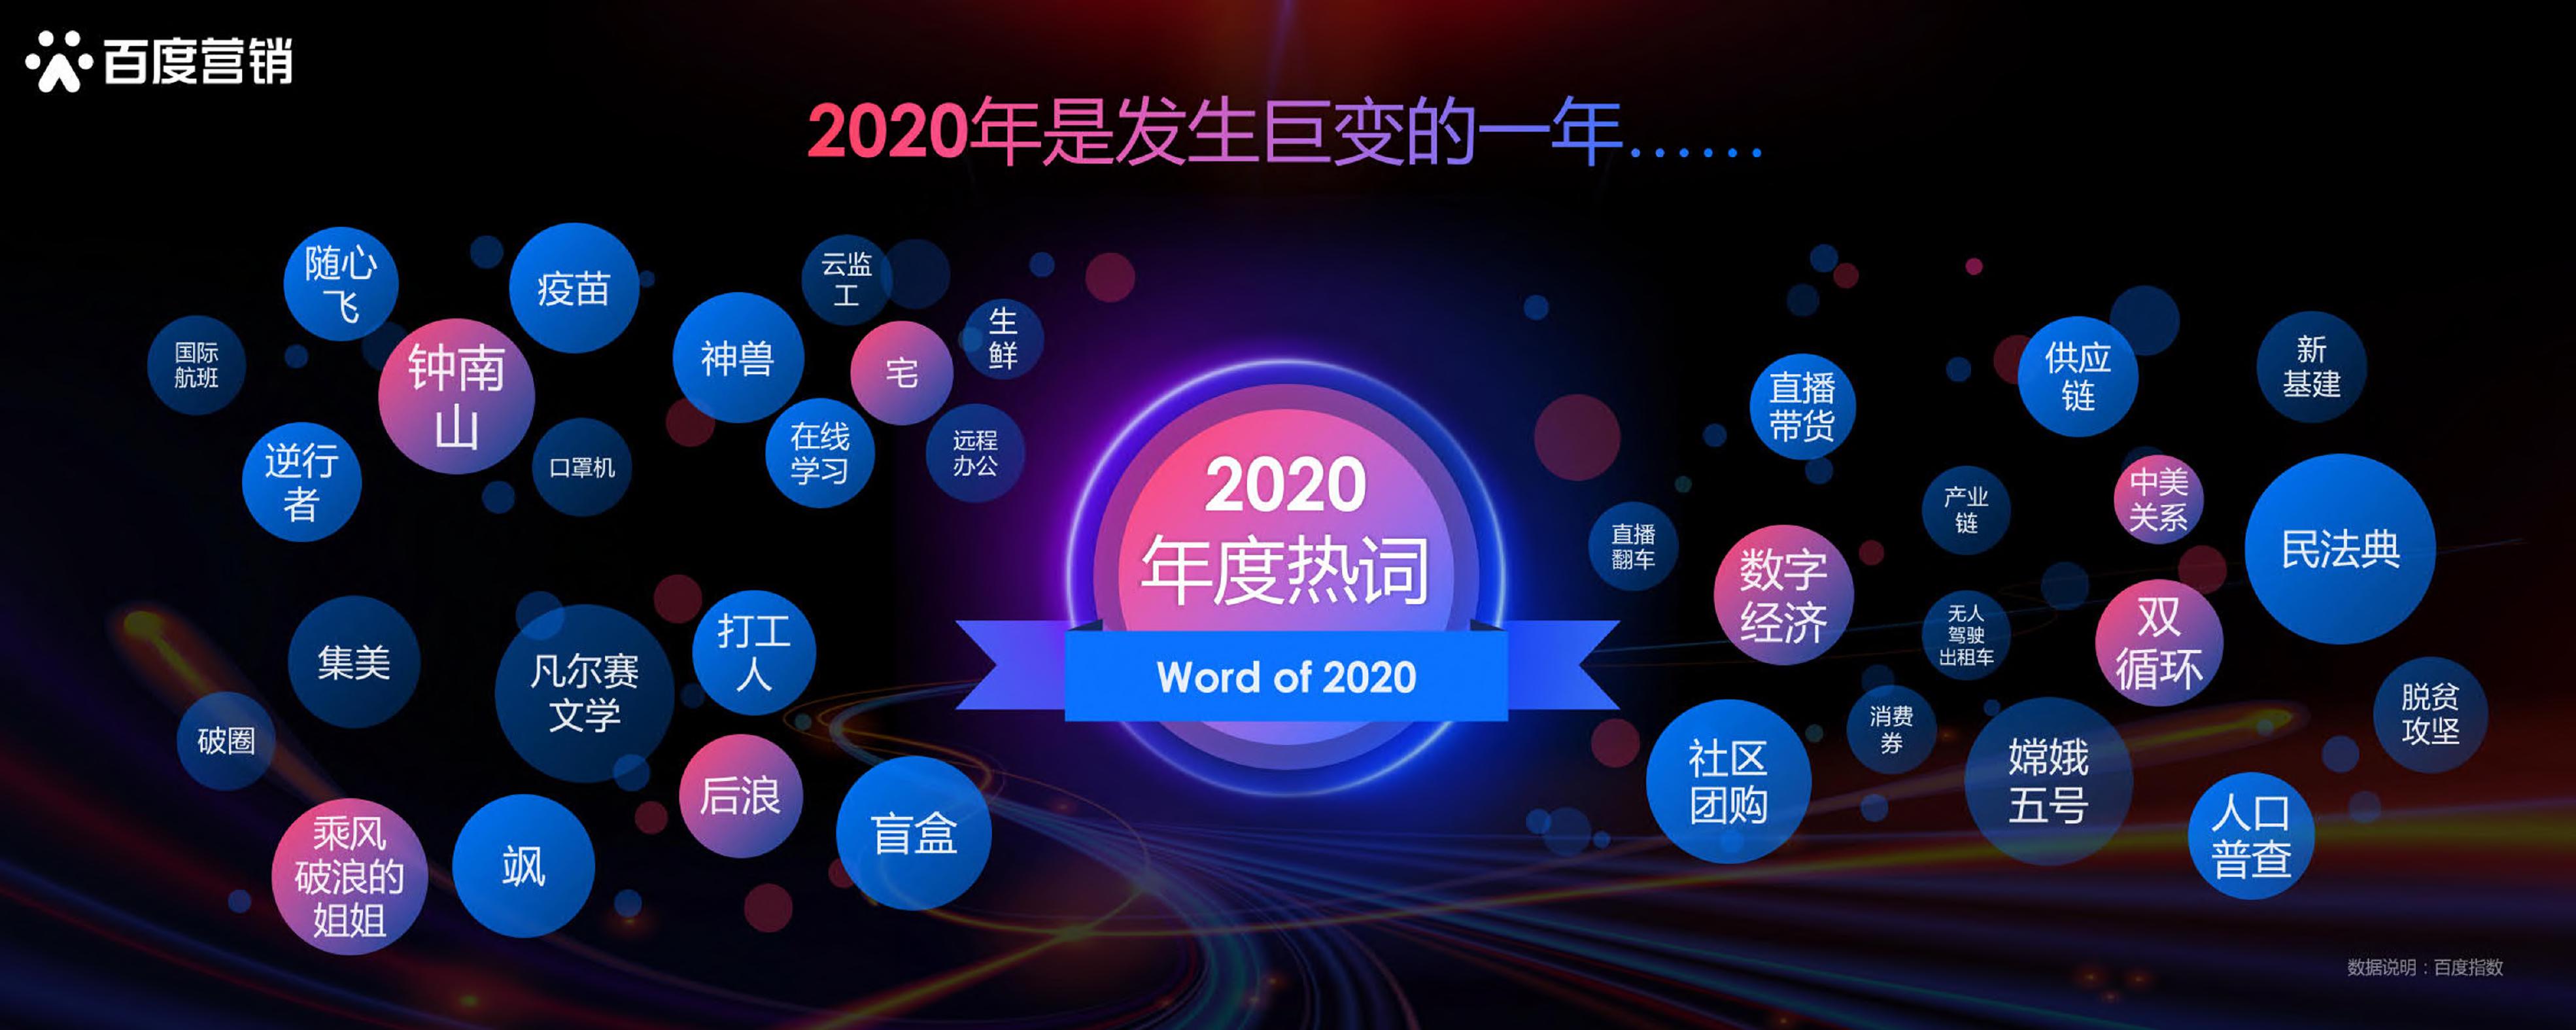 百度营销
2020年是发生巨变的一年……
随心
飞
疫苗
云监
工
国际
航班
钟南
山
神兽
宅
生
鲜
逆行
者
口罩机
在线
学习
远程
办公
集美
凡尔赛
文学
打工
人
破圈
后浪
乘风
破浪的
姐姐
飒
盲盒
2020
年度热词
Word of 2020
直播
带货
供应
链
新
基建
直播
翻车
数字
经济
产业
链
中美
关系
民法典
无人
驾驶
出租车
双
循环
社区
团购
消费
券
嫦娥
五号
脱贫
攻坚
人口
普查
数据说明：百度指数